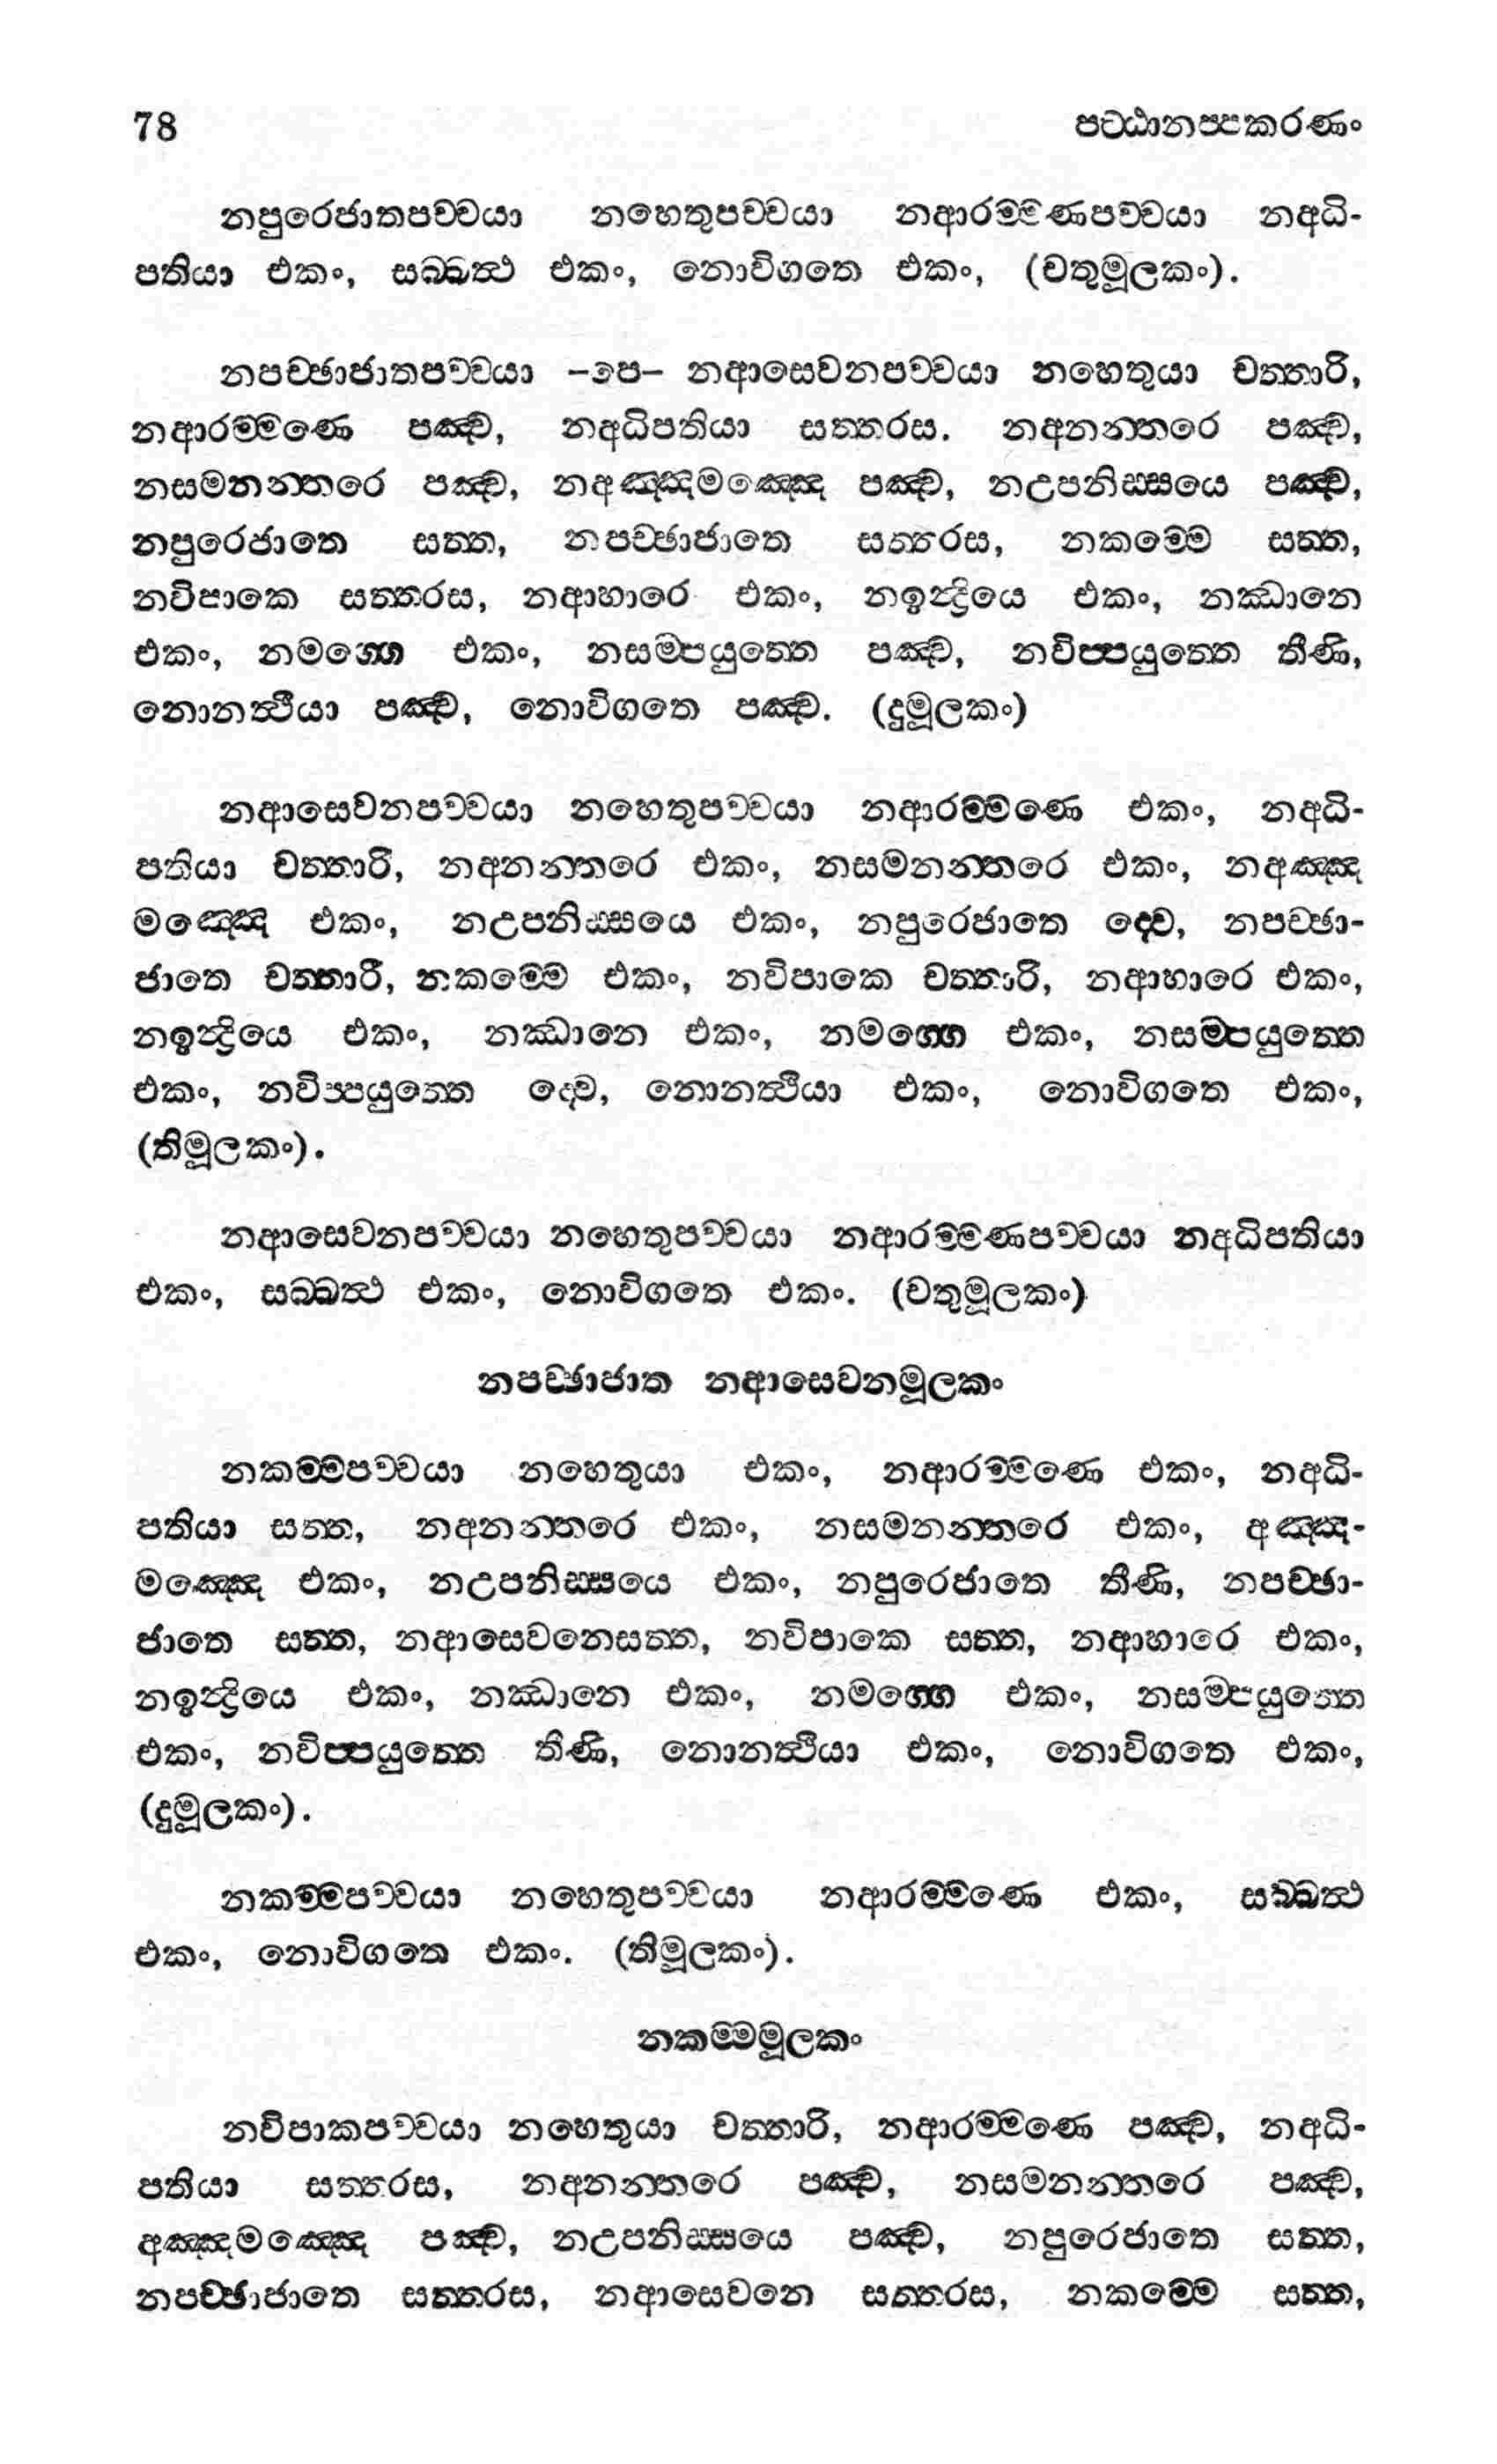 78 පට්ඨානප්පකරණං
නපුරෙජාතපච්චයා නහෙතුපච්චයා නආරම්මණපච්චයා නඅධි-
පතියා එකං, සබ්බත්ථ එකං, නොවිගතෙ එකං, (චතුමූලකං).
නපච්ඡාජාතපච්චයා -පෙ- නආසෙවනපච්චයා නහෙතුයා චත්තාරි,
නආරම්මණෙ පඤ්ච, නඅධිපතියා සත්තරස. නඅනන්තරෙ පඤ්ච,
නසමනන්තරෙ පඤ්ච, නඅඤ්ඤමඤ්ඤෙ පඤ්ච, නඋපනිස්සයෙ පඤ්ච,
නපුරෙජාතෙ සත්ත, නපච්ඡාජාතෙ සත්තරස, නකම්මෙ සත්ත,
නවිපාකෙ සත්තරස, නආහාරෙ එකං, නඉන්ද්‍රියෙ එකං, නඣානෙ
එකං, නමග්ගෙ එකං, නසම්පයුත්තෙ පඤ්ච, නවිප්පයුත්තෙ තීණි,
නොනත්ථියා පඤ්ච, නොවිගතෙ පඤ්ච. (දුමූලකං)
නආසෙවනපච්චයා නහෙතුපච්චයා නආරම්මණෙ එකං, නඅධි-
පතියා චත්තාරි, නඅනන්තරෙ එකං, නසමනන්තරෙ එකං, නඅඤ්ඤ
මඤ්ඤෙ එකං, නඋපනිස්සයෙ එකං, නපුරෙජාතෙ ද්වෙ, නපච්ඡා-
ජාතෙ චත්තාරි, නකම්මෙ එකං, නවිපාකෙ චත්තාරි, නආහාරෙ එකං,
නඉන්ද්‍රියෙ එකං, නඣානෙ එකං, නමග්ගෙ එකං, නසම්පයුත්තෙ
එකං, නවිප්පයුත්තෙ ද්වෙ, නොනත්ථියා එකං, නොවිගතෙ එකං,
(තිමූලකං).
නආසෙවනපච්චයා නහෙතුපච්චයා නආරම්මණපච්චයා නඅධිපතියා
එකං, සබ්බත්ථ එකං, නොවිගතෙ එකං. (චතුමූලකං)
නපච්ඡාජාත නආසෙවනමූලකං
නකම්මපච්චයා නහෙතුයා එකං, නආරම්මණෙ එකං, නඅධි-
පතියා සත්ත, නඅනන්තරෙ එකං, නසමනන්තරෙ එකං, අඤ්ඤ-
මඤ්ඤෙ එකං, නඋපනිස්සයෙ එකං, නපුරෙජාතෙ තීණි, නපච්ඡා-
ජාතෙ සත්ත, නආසෙවනෙසත්ත, නවිපාකෙ සත්ත, නආහාරෙ එකං,
නඉන්ද්‍රියෙ එකං, නඣානෙ එකං, නමග්ගෙ එකං, නසම්පයුත්තෙ
එකං, නවිප්පයුත්තෙ තීණි, නොනත්ථියා එකං, නොවිගතෙ එකං,
(දුමූලකං).
නකම්මපච්චයා නහෙතුපච්චයා නආරම්මණෙ එකං, සබ්බත්ථ
එකං, නොවිගතෙ එකං. (තිමූලකං).
නකම්මමූලකං
නවිපාකපච්චයා නහෙතුයා චත්තාරි, නආරම්මණෙ පඤ්ච, නඅධි-
පතියා සත්තරස, නඅනන්තරෙ පඤ්ච, නසමනන්තරෙ පඤ්ච,
අඤ්ඤමඤ්ඤෙ පඤ්ච, නඋපනිස්සයෙ පඤ්ච, නපුරෙජාතෙ සත්ත,
නපච්ඡාජාතෙ සත්තරස, නආසෙවනෙ සත්තරස, නකම්මෙ සත්ත,